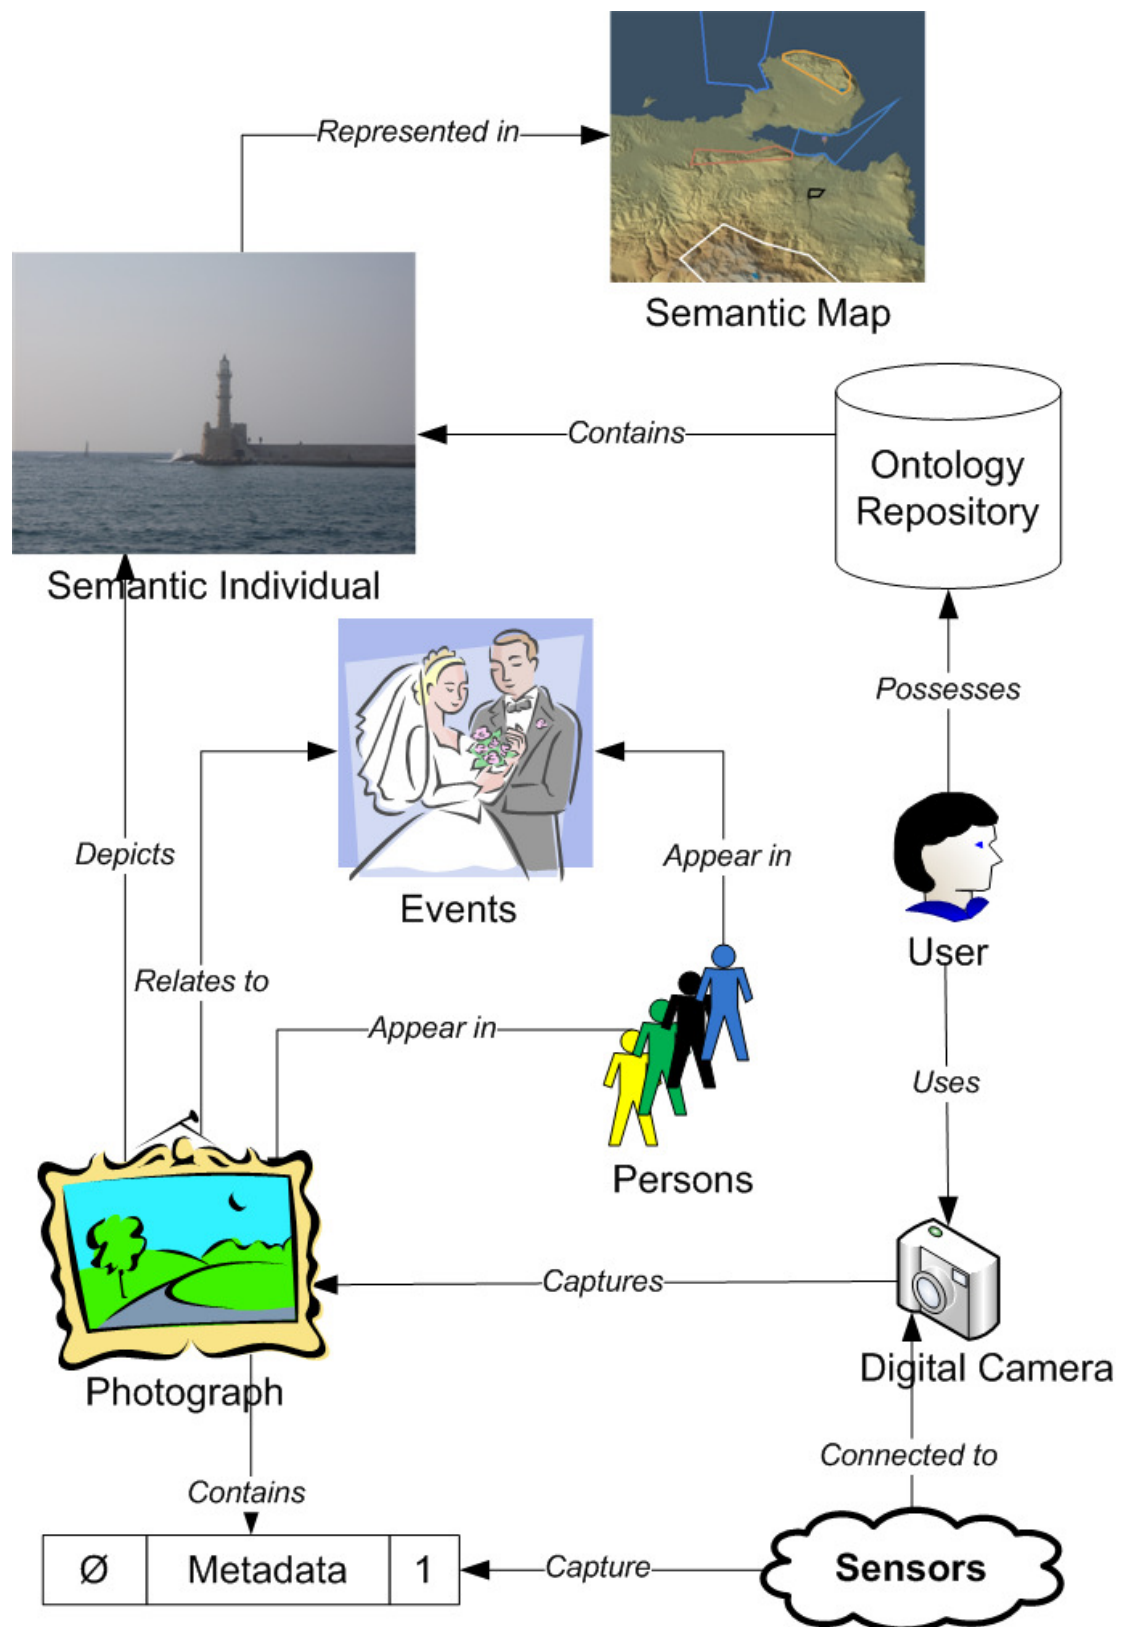 Represented in
Semantic Map
Contains
Ontology
Repository
Semantic Individual
Possesses
Depicts
Appear in
Events
User
Relates to
Appear in
Uses
Persons
Captures
Digital Camera
Photograph
Connected to
Contains
Ø Metadata 1
Capture
Sensors